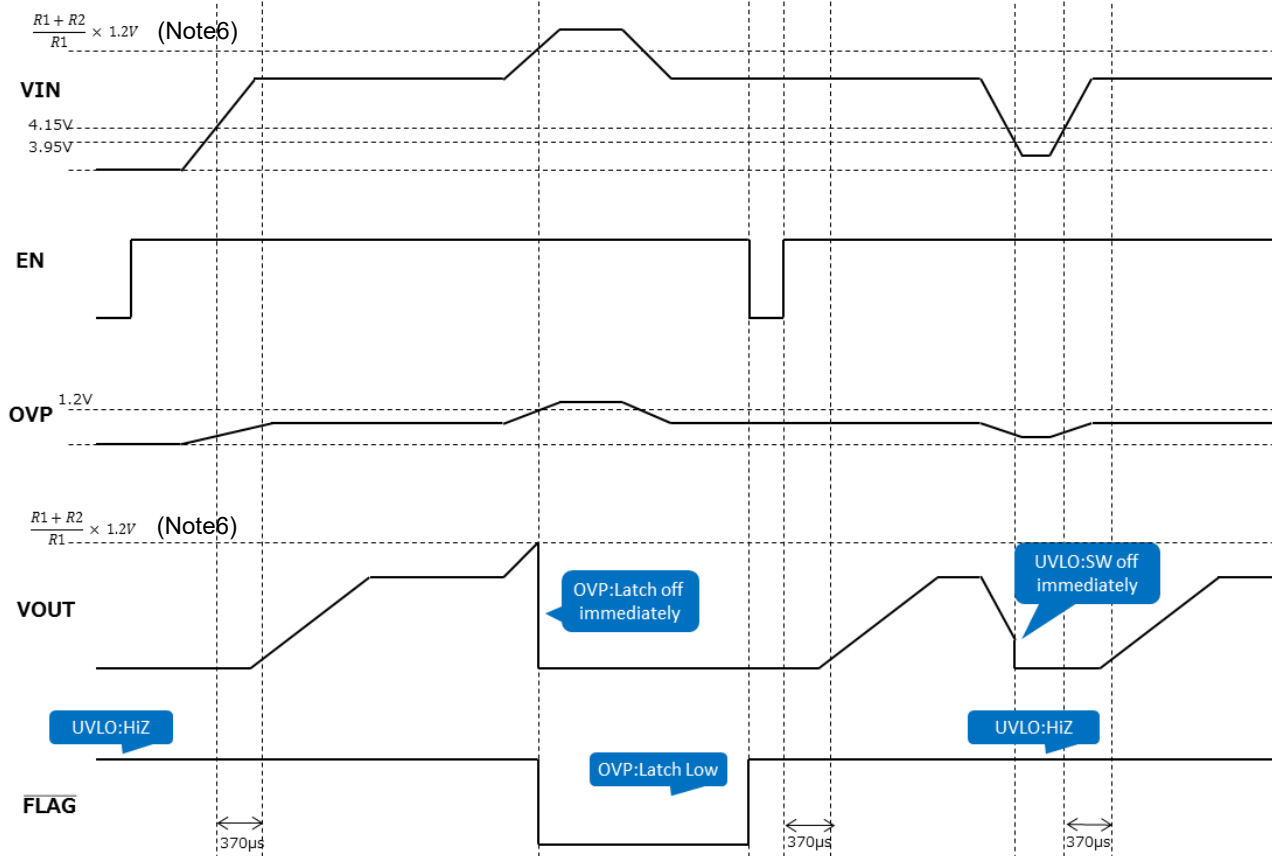 R1 + R2
R1
× 1.2V (Note6)
VIN
4.15V
3.95V
EN
1.2V
OVP
R1 + R2
R1
× 1.2V (Note6)
OVP:Latch off
immediately
UVLO:SW off
immediately
VOUT
UVLO:HiZ
UVLO:HiZ
OVP:Latch Low
FLAG
370μs
370μs
370μs